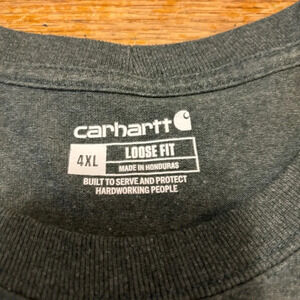 carhartt
4XL
LOOSE FIT
MADE IN HONDURAS
BUILT TO SERVE AND PROTECT
HARDWORKING PEOPLE